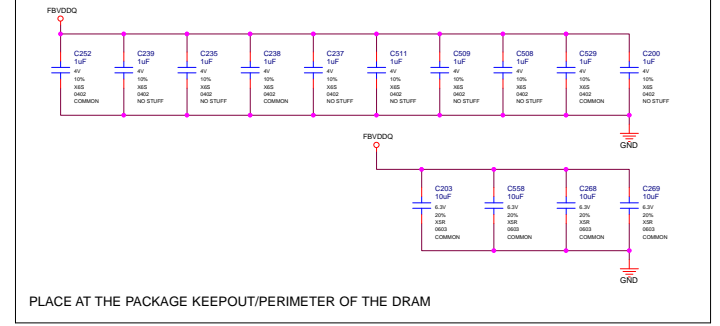 FBVDDQ
C252
1uF
4V
10%
X6S
0402
COMMON
C239
1uF
4V
10%
X6S
0402
NO STUFF
C235
1uF
4V
10%
X6S
0402
NO STUFF
C238
1uF
4V
10%
X6S
0402
COMMON
C237
1uF
4V
10%
X6S
0402
NO STUFF
C511
1uF
4V
10%
X6S
0402
NO STUFF
C509
1uF
4V
10%
X6S
0402
NO STUFF
C508
1uF
4V
10%
X6S
0402
NO STUFF
C529
1uF
4V
10%
X6S
0402
COMMON
C200
1uF
4V
10%
X6S
0402
NO STUFF
GND
FBVDDQ
C203
10uF
6.3V
20%
X5R
0603
COMMON
C558
10uF
6.3V
20%
X5R
0603
COMMON
C268
10uF
6.3V
20%
X5R
0603
COMMON
C269
10uF
6.3V
20%
X5R
0603
COMMON
GND
PLACE AT THE PACKAGE KEEPOUT/PERIMETER OF THE DRAM